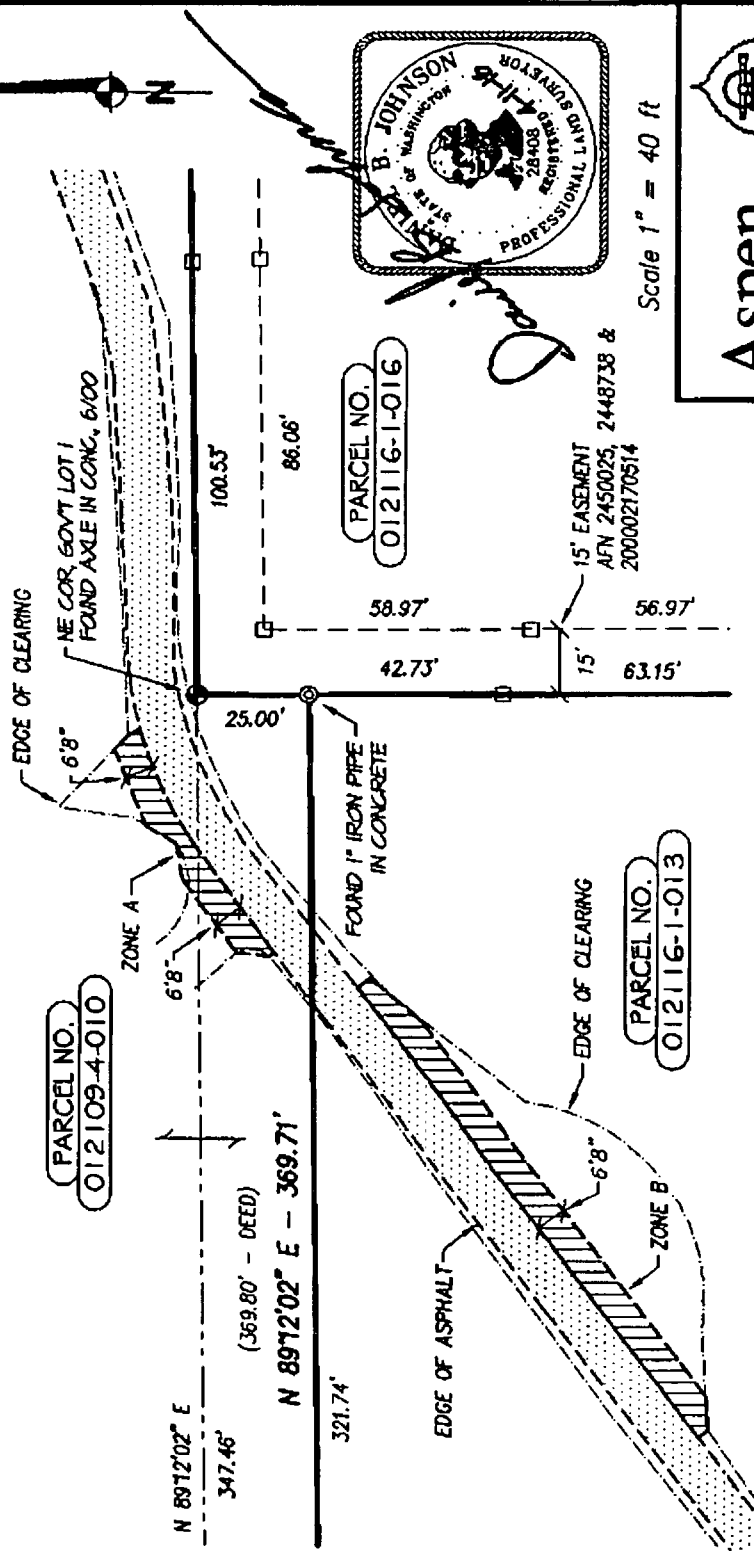 EDGE OF CLEARING
NE COR, GOV'T LOT 1
FOUND AXLE IN CONC., 6/00
6'8"
ZONE A
6'8"
PARCEL NO.
012109-4-010
N 89°12'02" E
347.46'
(369.80' - DEED)
N 89°12'02" E - 369.71'
321.74'
25.00'
100.53'
86.06'
FOUND 1" IRON PIPE
IN CONCRETE
42.73'
58.97'
15'
63.15'
56.97'
15' EASEMENT
AFN 2450025, 2448738 &
200002170514
PARCEL NO.
012116-1-016
PARCEL NO.
012116-1-013
EDGE OF CLEARING
6'8"
ZONE B
EDGE OF ASPHALT
N
DANIEL B. JOHNSON
STATE OF WASHINGTON
28408
REGISTERED
PROFESSIONAL LAND SURVEYOR
Scale 1" = 40 ft
Aspen